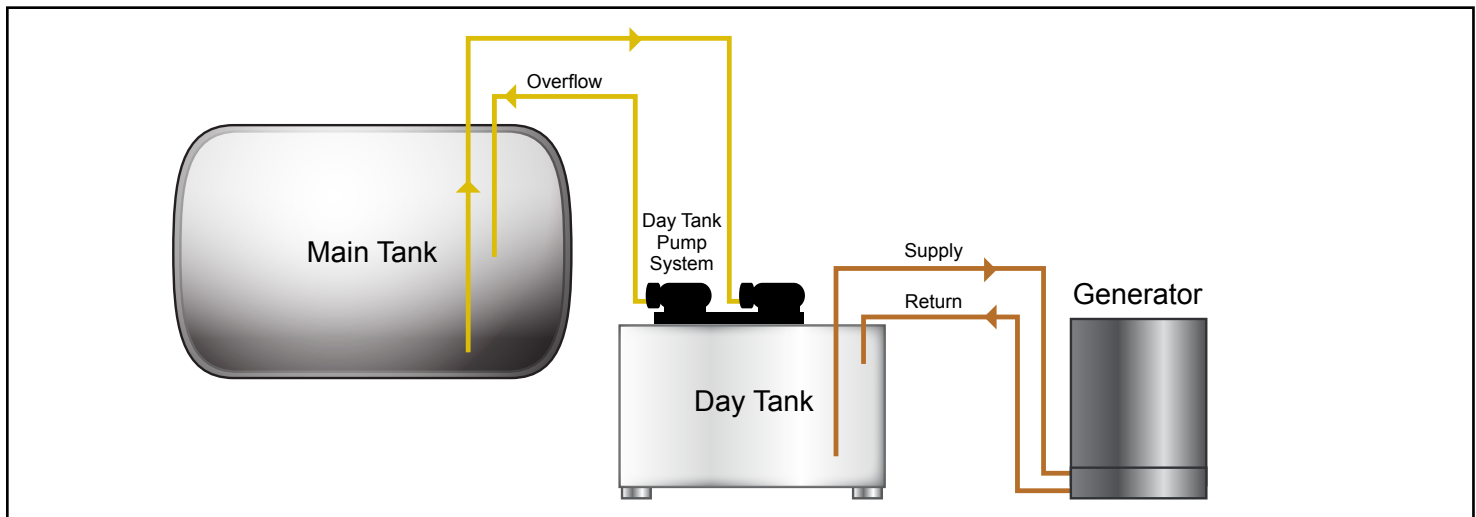 Overflow
Main Tank
Day Tank
Pump
System
Supply
Return
Generator
Day Tank